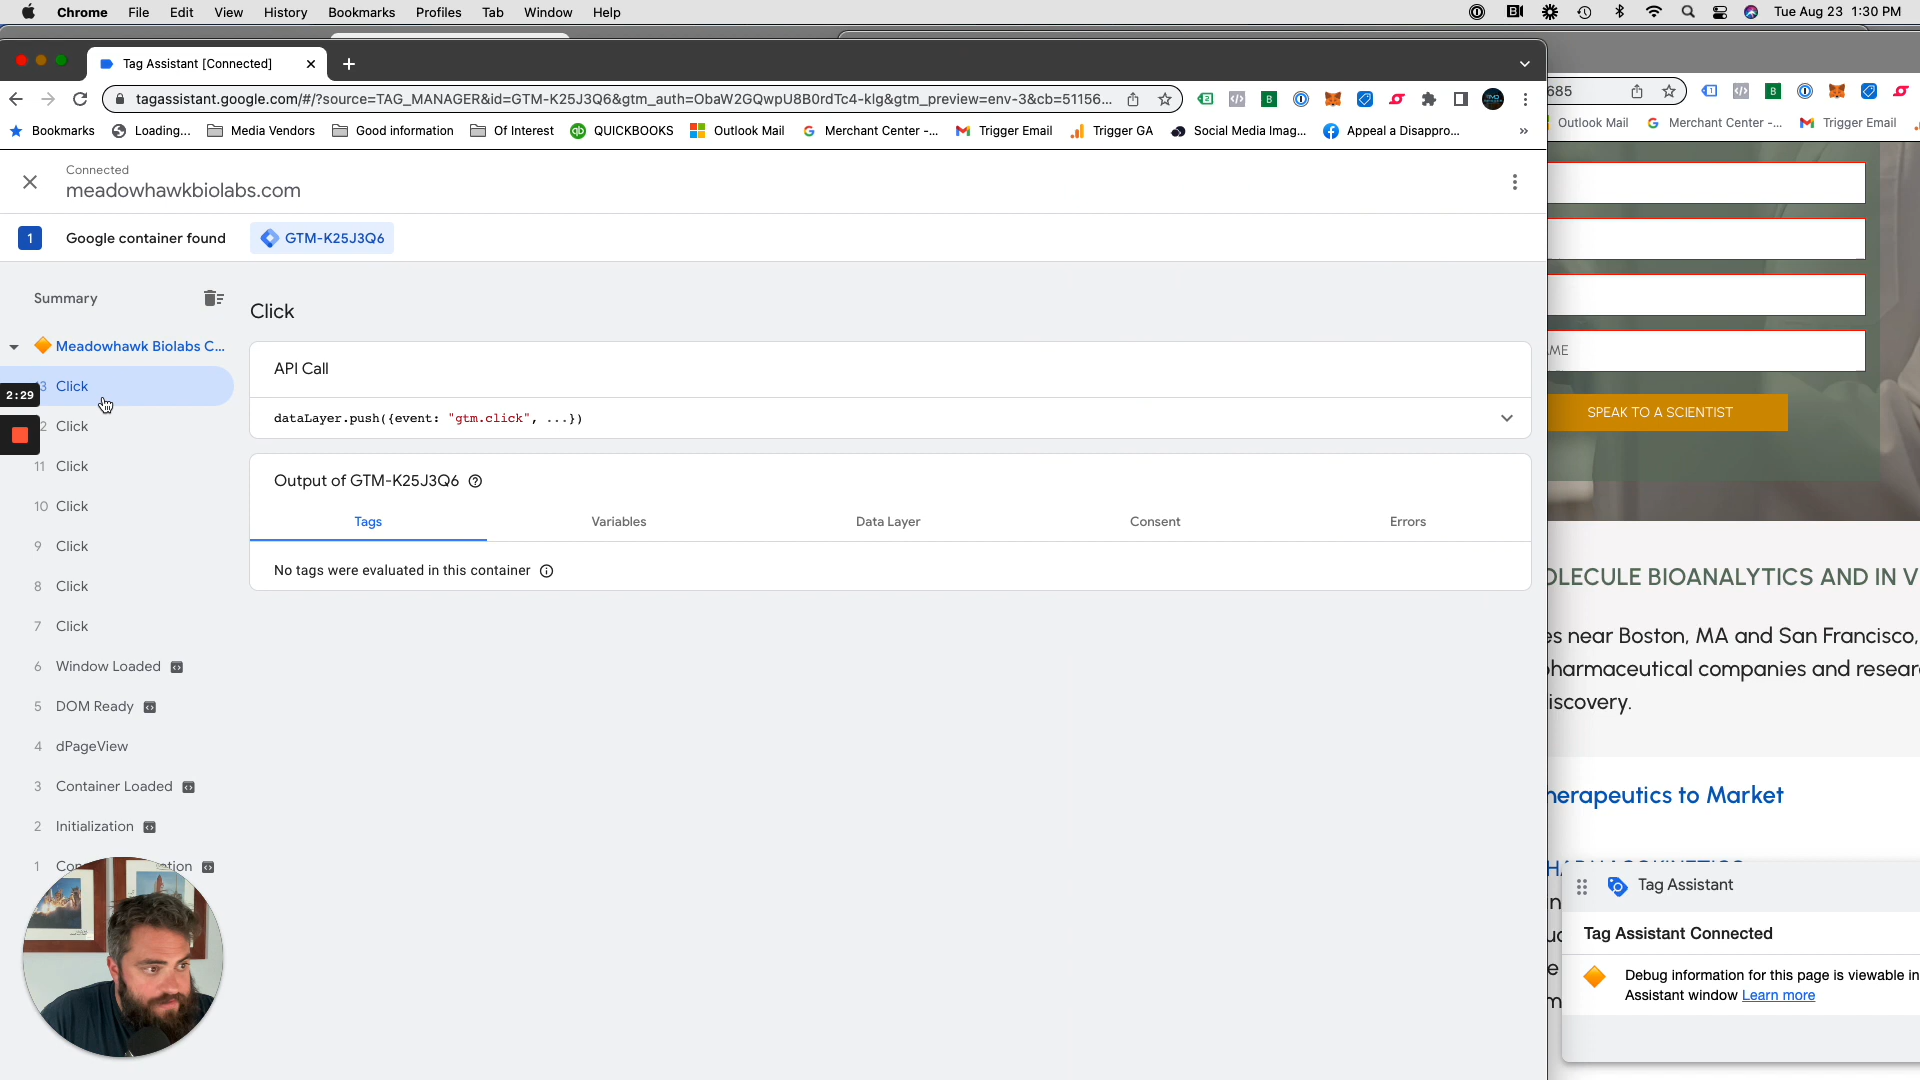 Chrome File Edit View History Bookmarks Profiles Tab Window Help
Tue Aug 23 1:30 PM
Tag Assistant [Connected]
tagassistant.google.com/#/?source=TAG_MANAGER&id=GTM-K25J3Q6&gtm_auth=ObaW2GQwpU8B0rdTc4-klg&gtm_preview=env-3&cb=51156...
Bookmarks Loading... Media Vendors Good information Of Interest QUICKBOOKS Outlook Mail Merchant Center -... Trigger Email Trigger GA Social Media Imag... Appeal a Disappro... »
685
Outlook Mail Merchant Center -... Trigger Email
Connected
meadowhawkbiolabs.com
1 Google container found GTM-K25J3Q6
Summary
Meadowhawk Biolabs C...
3 Click
2:29
2 Click
11 Click
10 Click
9 Click
8 Click
7 Click
6 Window Loaded
5 DOM Ready
4 dPageView
3 Container Loaded
2 Initialization
1 Con tion
Click
API Call
dataLayer.push({event: "gtm.click", ...})
Output of GTM-K25J3Q6
Tags Variables Data Layer Consent Errors
No tags were evaluated in this container
AME
SPEAK TO A SCIENTIST
OLECULE BIOANALYTICS AND IN V
es near Boston, MA and San Francisco,
pharmaceutical companies and resear
iscovery.
herapeutics to Market
Tag Assistant
Tag Assistant Connected
Debug information for this page is viewable in
Assistant window Learn more